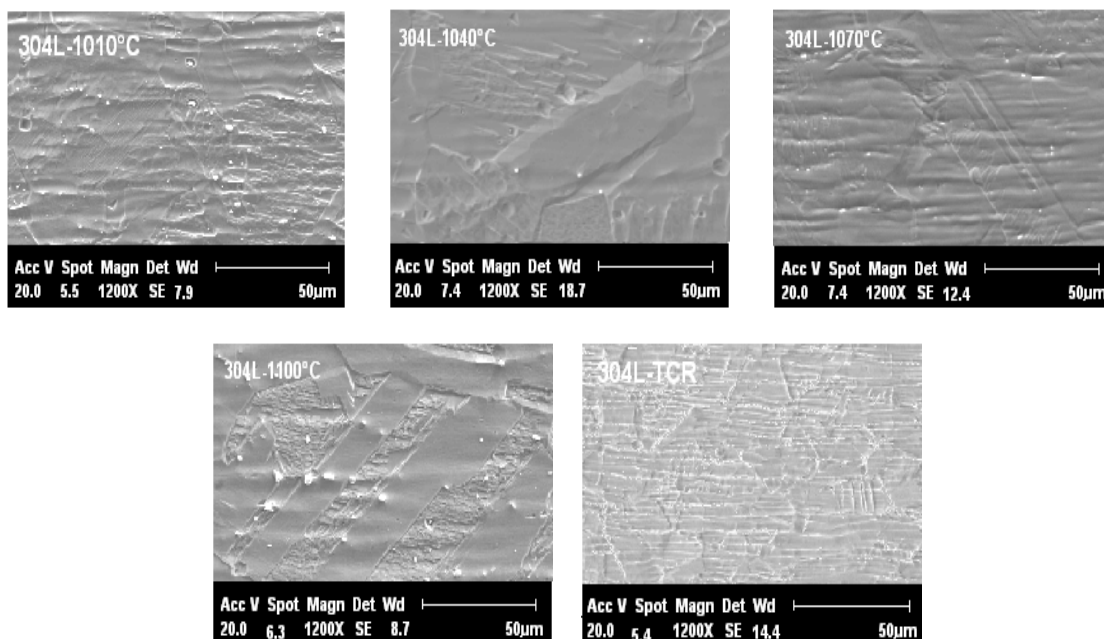 304L-1010°C
Acc V Spot Magn Det Wd
20.0 5.5 1200X SE 7.9 50µm
304L-1040°C
Acc V Spot Magn Det Wd
20.0 7.4 1200X SE 18.7 50µm
304L-1070°C
Acc V Spot Magn Det Wd
20.0 7.4 1200X SE 12.4 50µm
304L-1100°C
Acc V Spot Magn Det Wd
20.0 6.3 1200X SE 8.7 50µm
304L-TCR
Acc V Spot Magn Det Wd
20.0 5.4 1200X SE 14.4 50µm